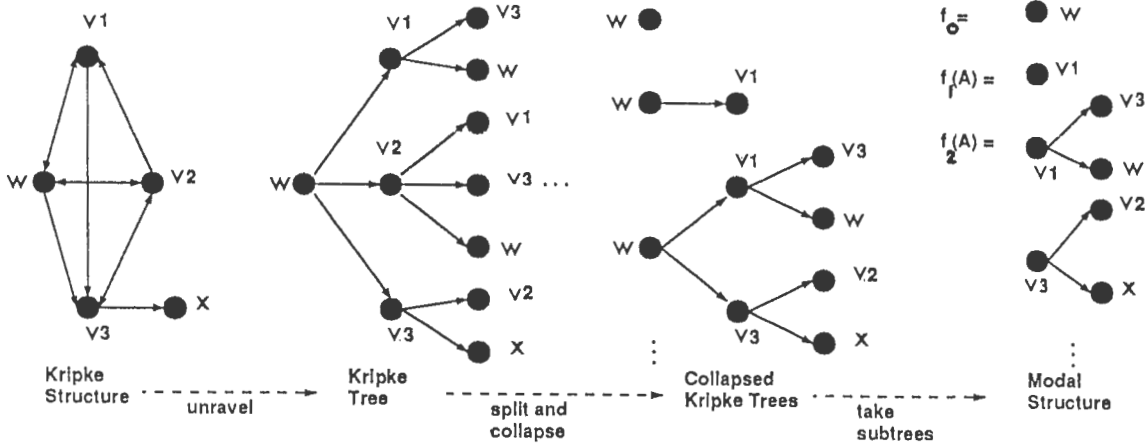 V1
W
V2
V3
X
Kripke
Structure
unravel
V3
V1
W
V1
V2
W
V3 ...
W
V2
V3
X
Kripke
Tree
split and
collapse
W
W
V1
V3
V1
W
W
V2
V3
X
⋮
Collapsed
Kripke Trees
take
subtrees
f0=
W
f1(A) =
V1
V3
f2(A) =
V1
W
V2
V3
X
⋮
Modal
Structure